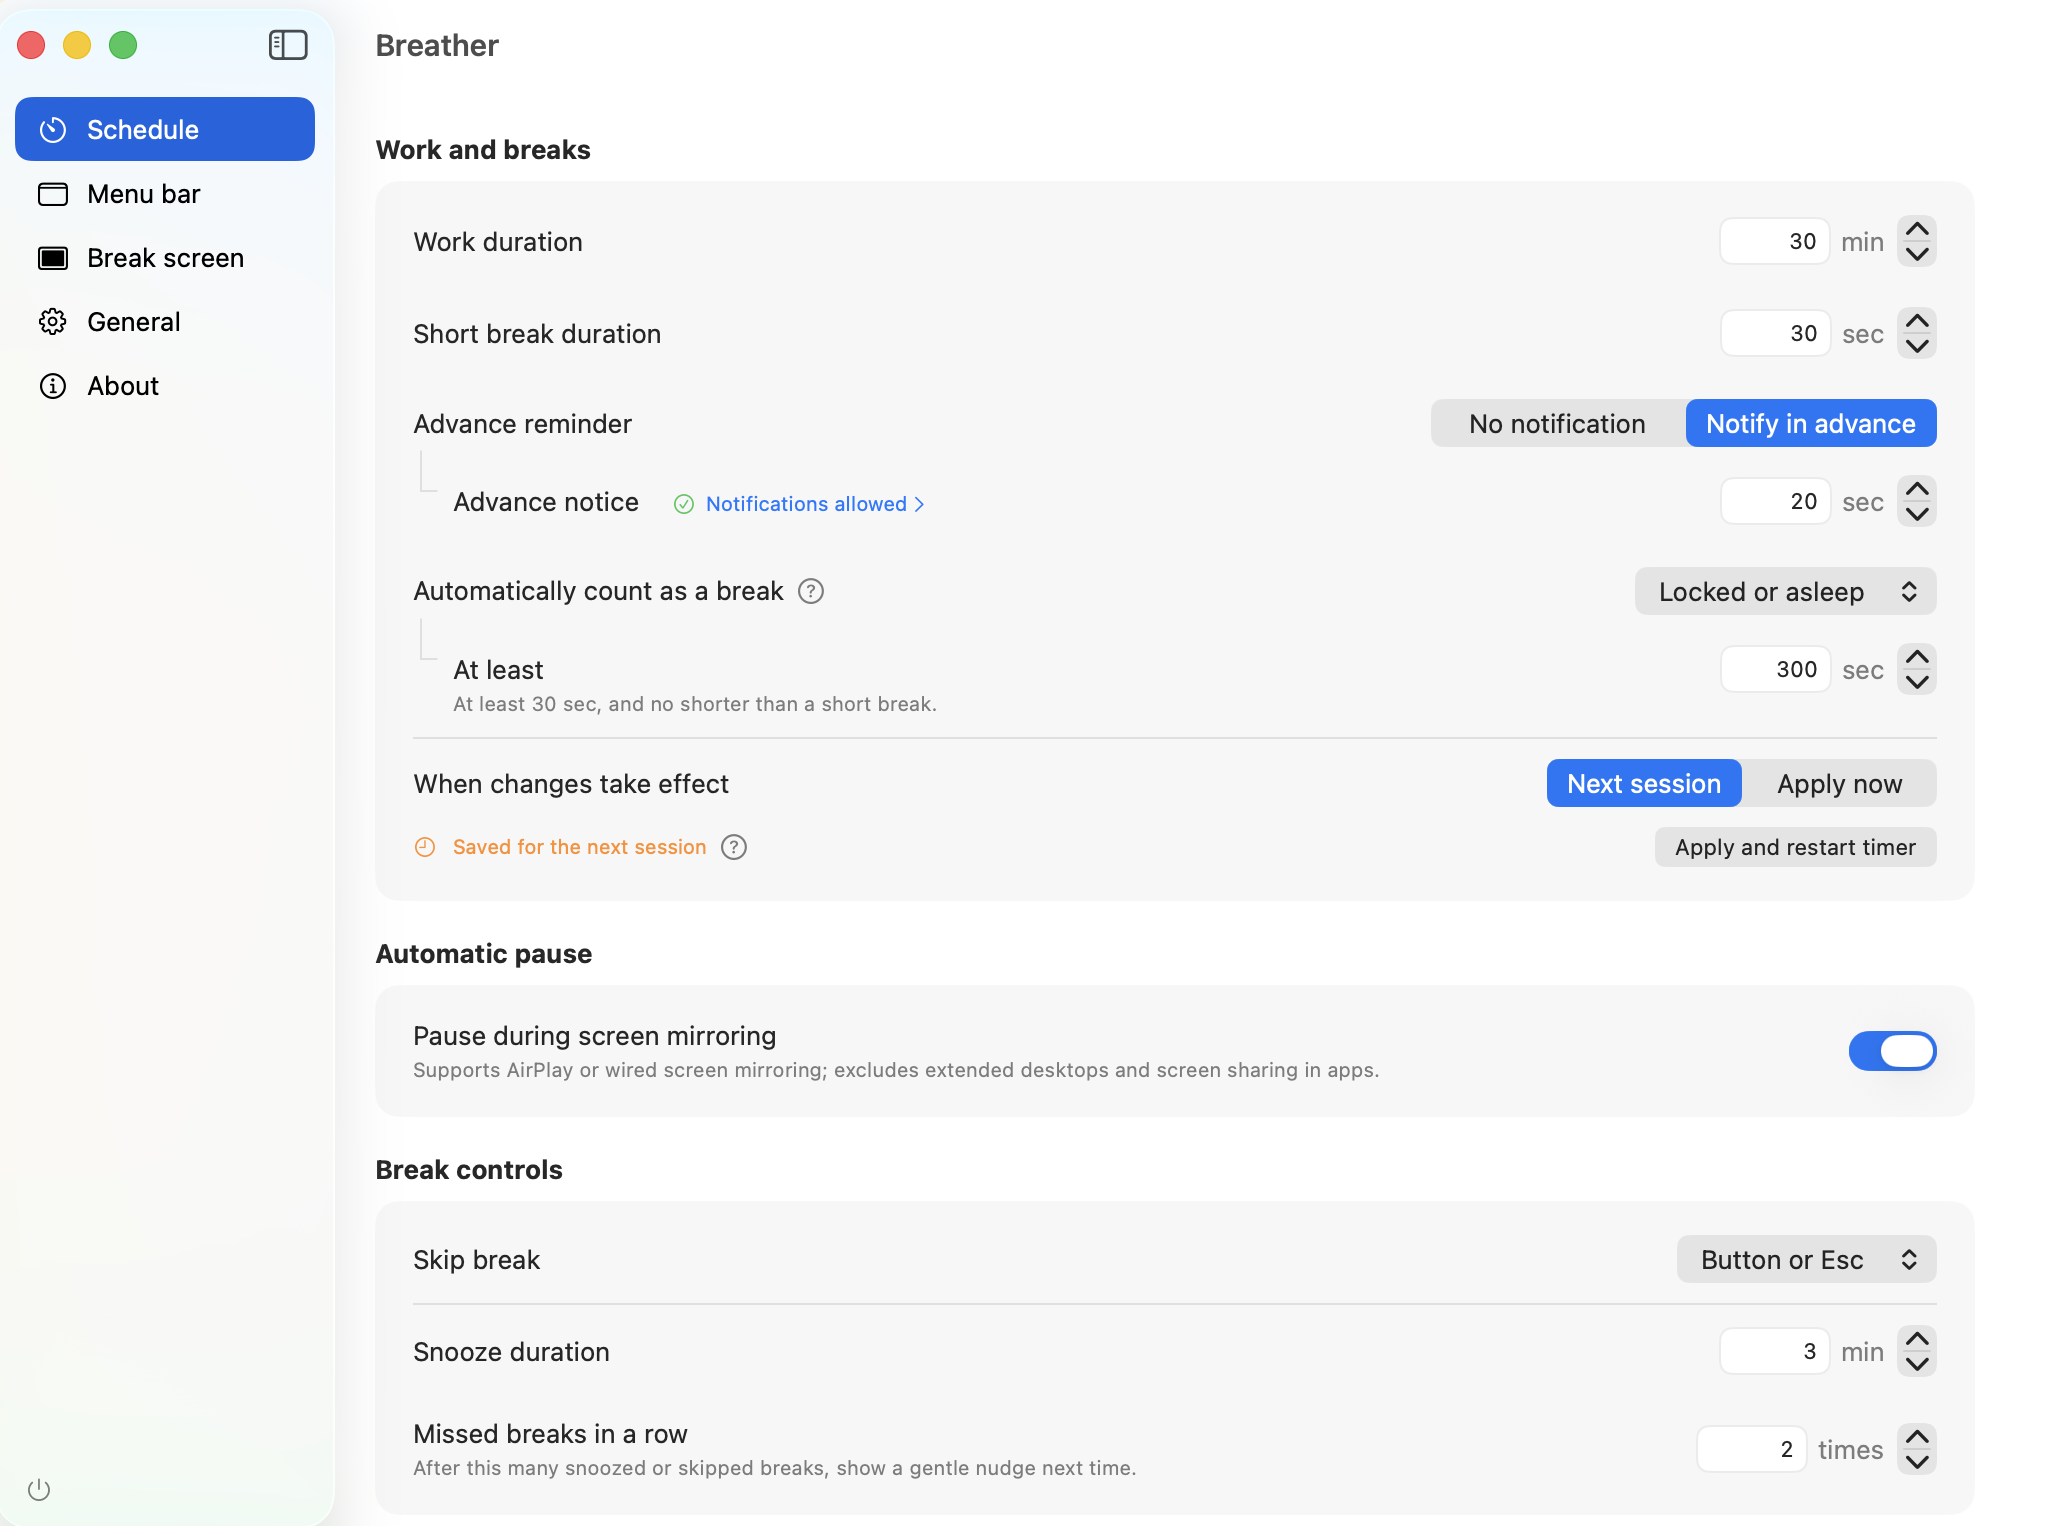 Breather
Schedule
Menu bar
Break screen
General
About
Work and breaks
Work duration 30 min
Short break duration 30 sec
Advance reminder No notification Notify in advance
Advance notice Notifications allowed 20 sec
Automatically count as a break ? Locked or asleep
At least 300 sec
At least 30 sec, and no shorter than a short break.
When changes take effect Next session Apply now
Saved for the next session ? Apply and restart timer
Automatic pause
Pause during screen mirroring
Supports AirPlay or wired screen mirroring; excludes extended desktops and screen sharing in apps.
Break controls
Skip break Button or Esc
Snooze duration 3 min
Missed breaks in a row 2 times
After this many snoozed or skipped breaks, show a gentle nudge next time.